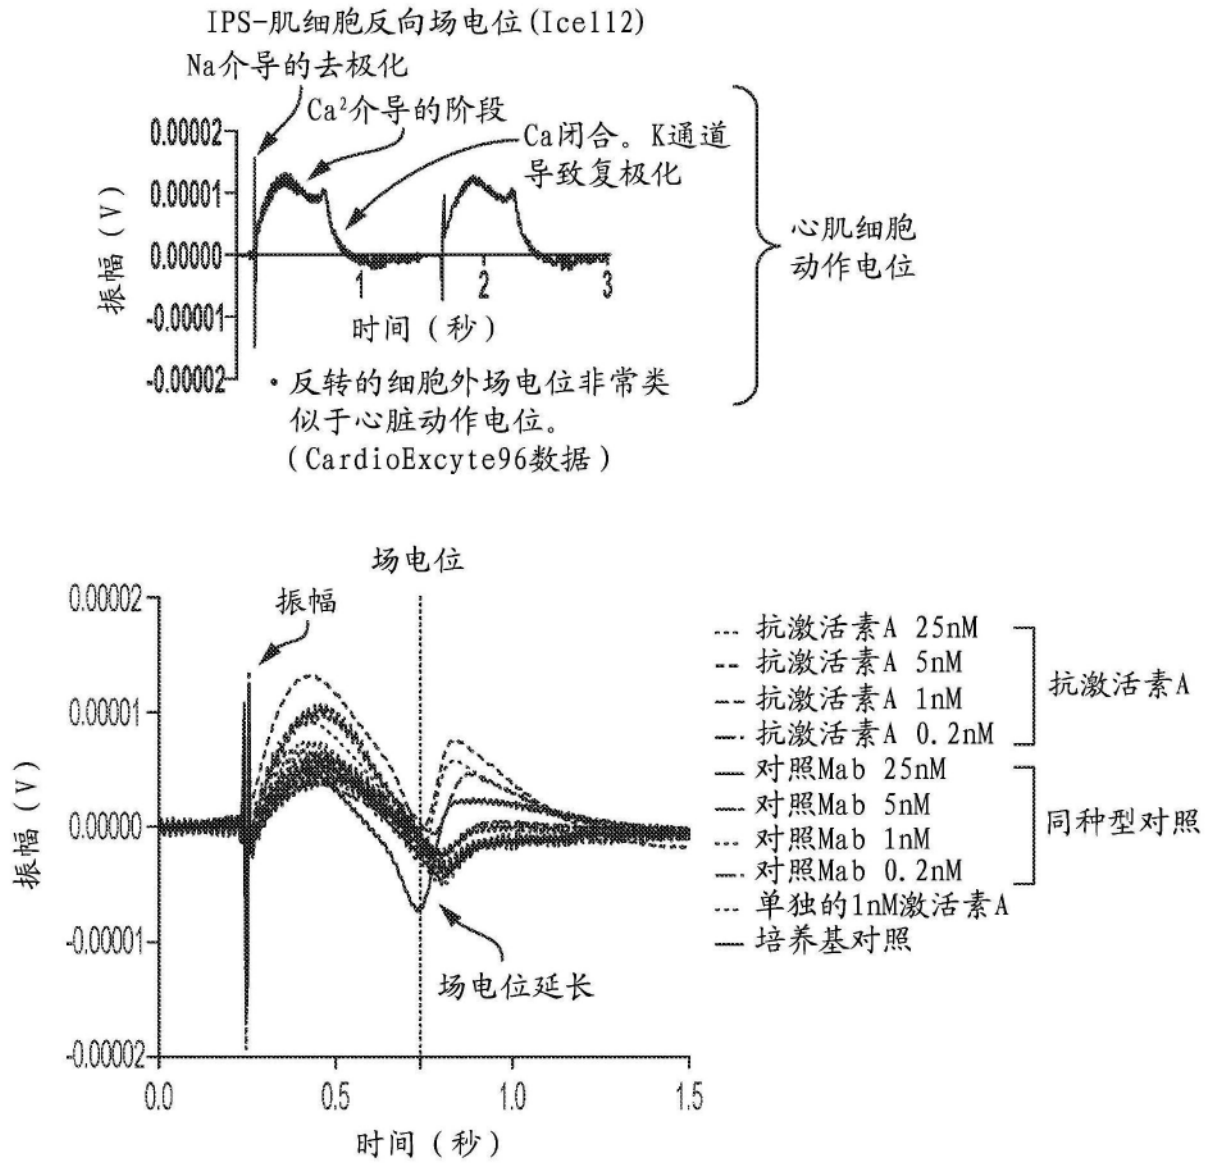 IPS-肌细胞反向场电位(Icell2)
Na介导的去极化
Ca²介导的阶段
Ca闭合。K通道
导致复极化
0.00002
0.00001
0.00000
-0.00001
-0.00002
振幅（V）
1
2
3
时间（秒）
心肌细胞
动作电位
·反转的细胞外场电位非常类
似于心脏动作电位。
(CardioExcyte96数据)
场电位
振幅
0.00002
0.00001
0.00000
-0.00001
-0.00002
振幅（V）
0.0
0.5
1.0
1.5
时间（秒）
场电位延长
抗激活素A 25nM
抗激活素A 5nM
抗激活素A 1nM
抗激活素A 0.2nM
抗激活素A
对照Mab 25nM
对照Mab 5nM
对照Mab 1nM
对照Mab 0.2nM
同种型对照
单独的1nM激活素A
培养基对照